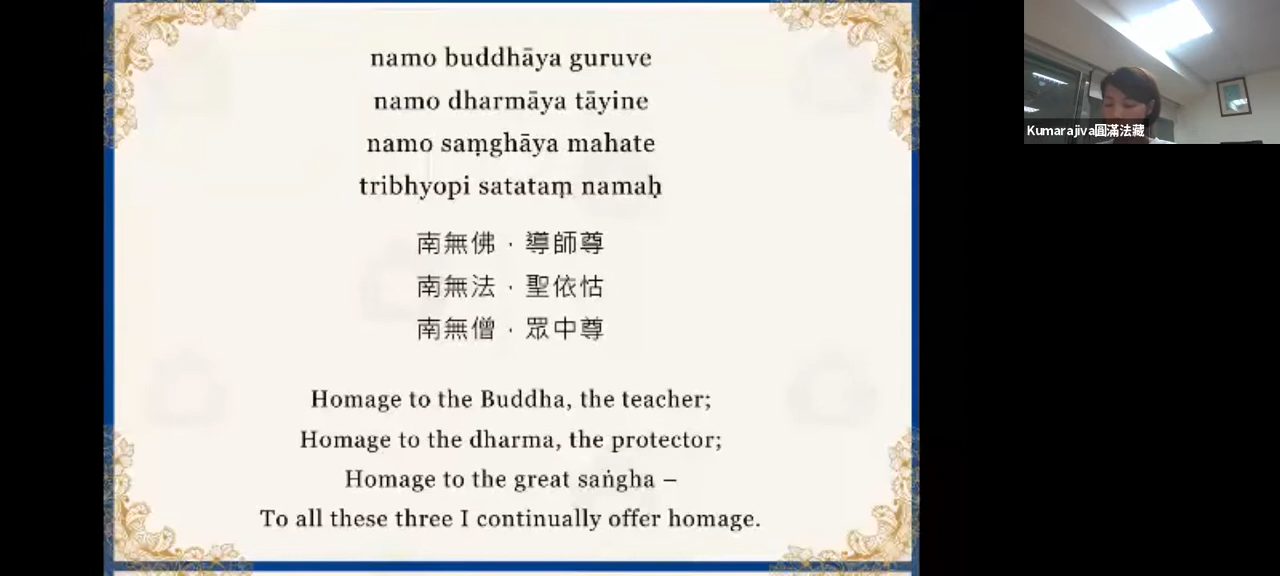 namo buddhāya guruve
namo dharmāya tāyine
namo saṃghāya mahate
tribhyopi satataṃ namaḥ
南無佛．導師尊
南無法．聖依怙
南無僧．眾中尊
Homage to the Buddha, the teacher;
Homage to the dharma, the protector;
Homage to the great saṅgha –
To all these three I continually offer homage.
Kumarajiva圓滿法藏